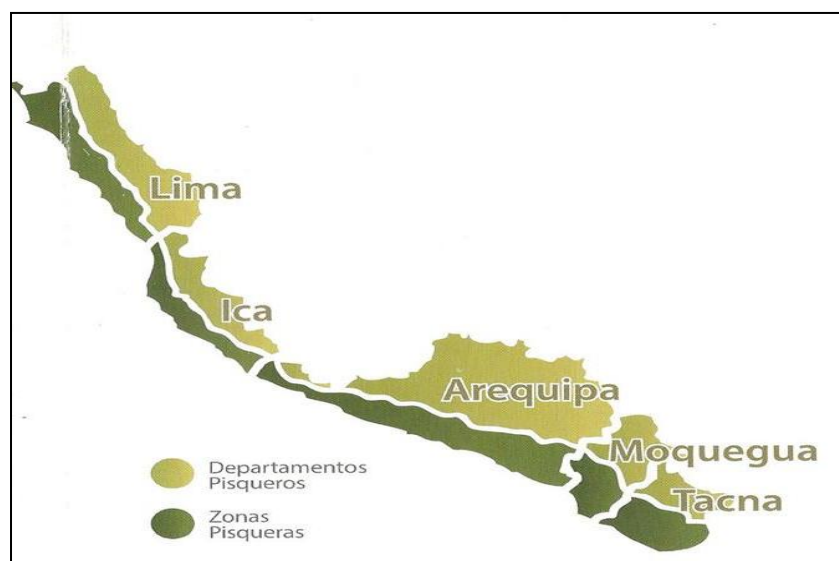 Lima
Ica
Arequipa
Moquegua
Tacna
Departamentos
Pisqueros
Zonas
Pisqueras